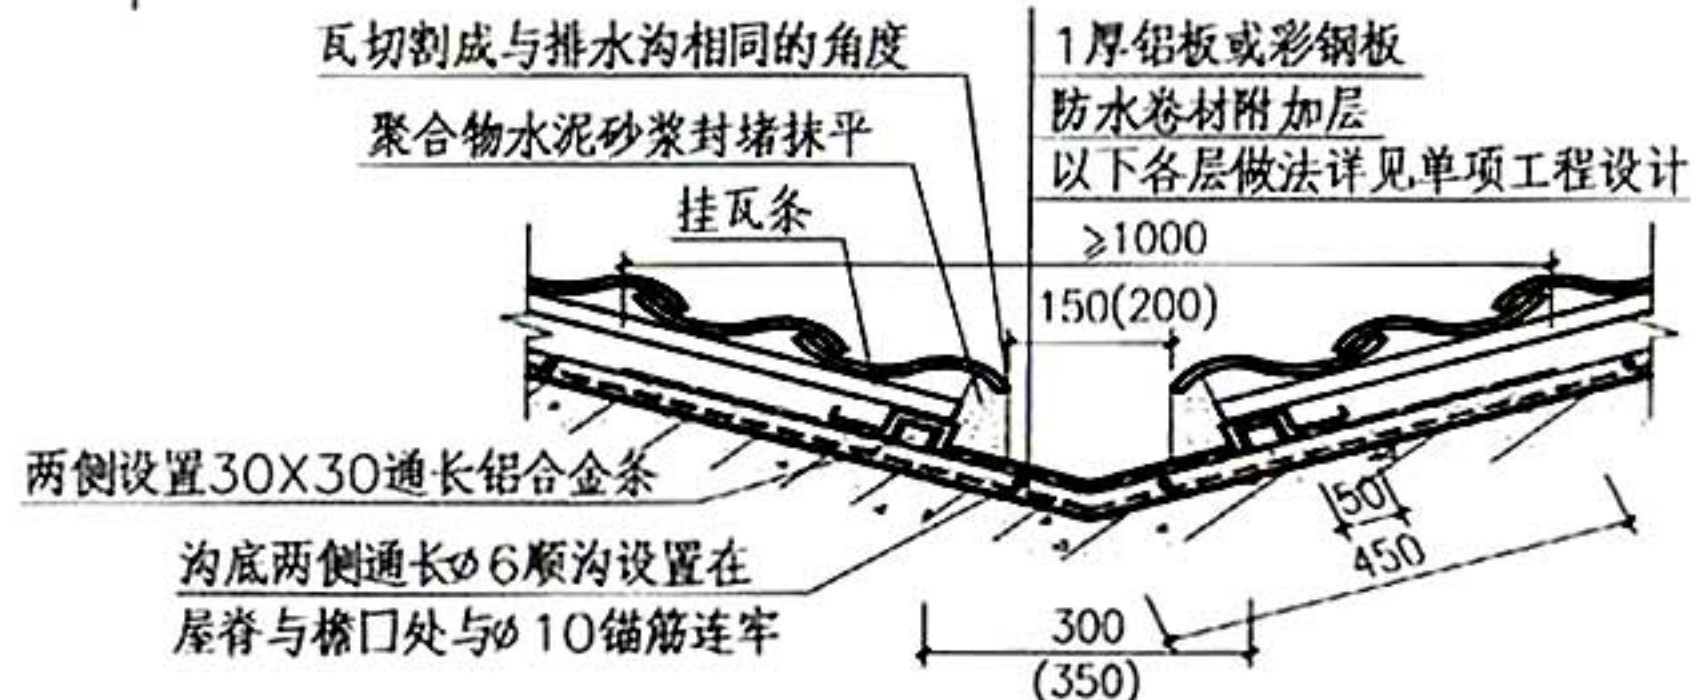 瓦切割成与排水沟相同的角度
1厚铝板或彩钢板
防水卷材附加层
聚合物水泥砂浆封堵抹平
以下各层做法详见单项工程设计
挂瓦条
≥1000
150(200)
两侧设置30X30通长铝合金条
50
450
沟底两侧通长ø6顺沟设置在
屋脊与檐口处与ø10锚筋连牢
300
(350)